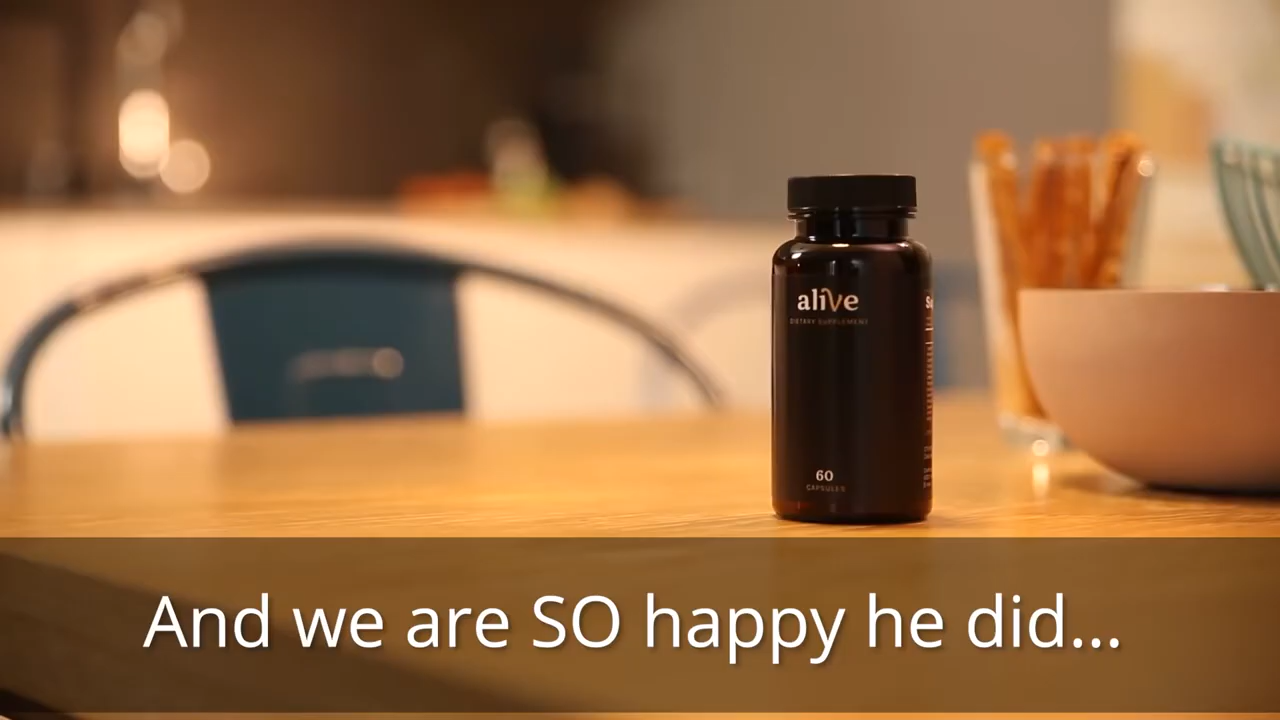 alive
DIETARY SUPPLEMENT
60
CAPSULES
And we are SO happy he did...